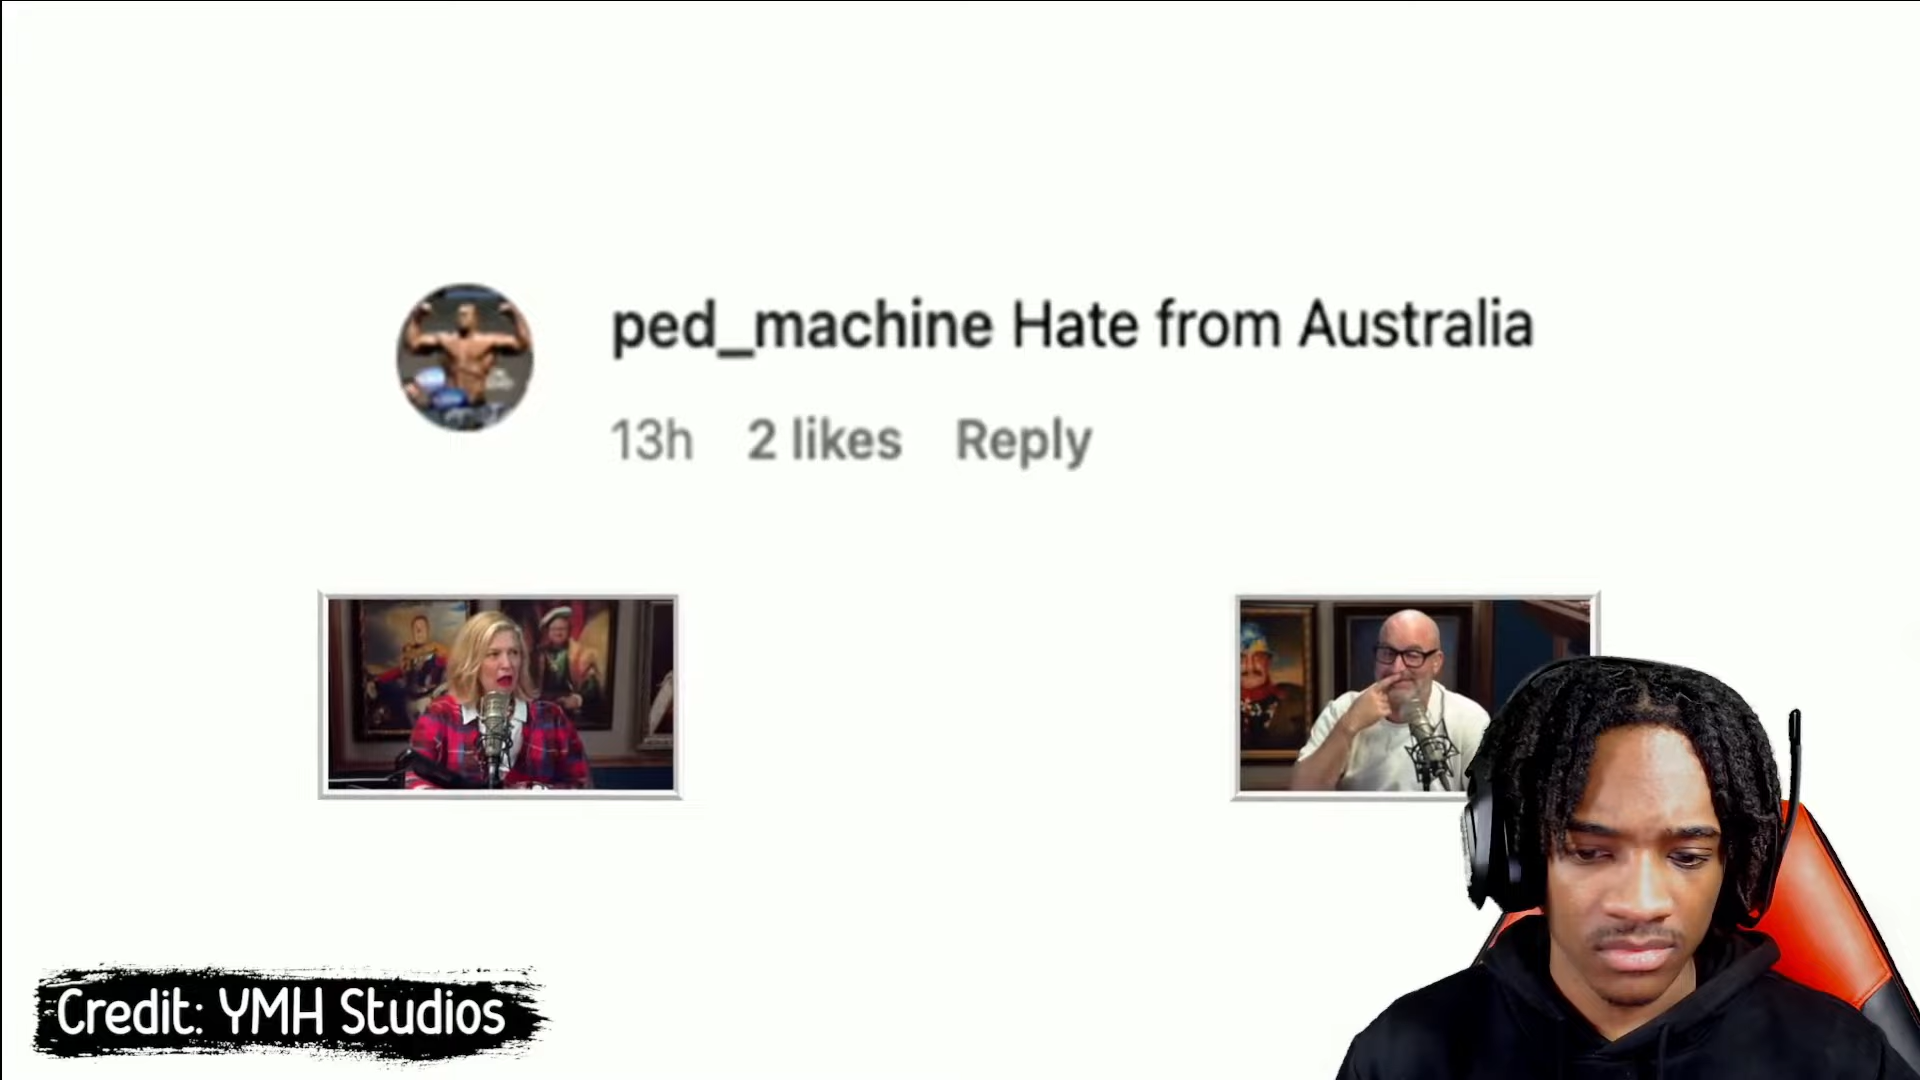 ped_machine Hate from Australia
13h 2 likes Reply
Credit: YMH Studios